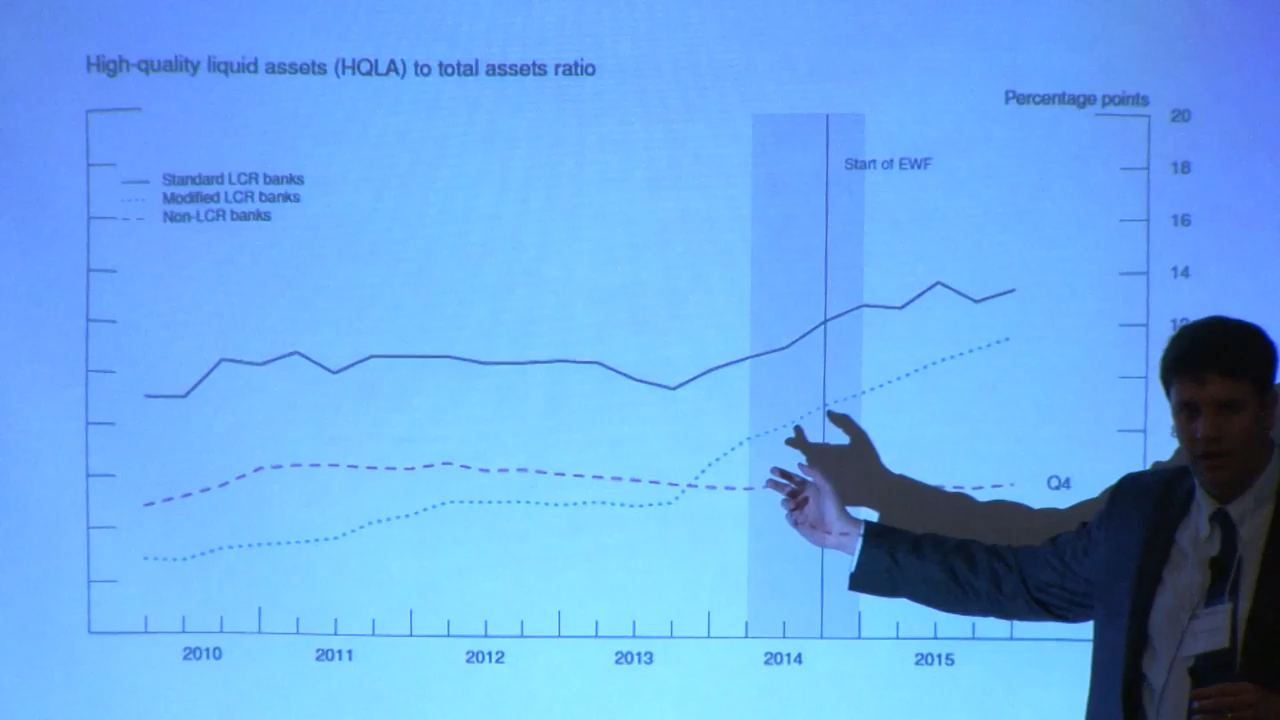 High-quality liquid assets (HQLA) to total assets ratio
Percentage points
20
Start of EWF
18
Standard LCR banks
Modified LCR banks
Non-LCR banks
16
14
12
Q4
2010 2011 2012 2013 2014 2015